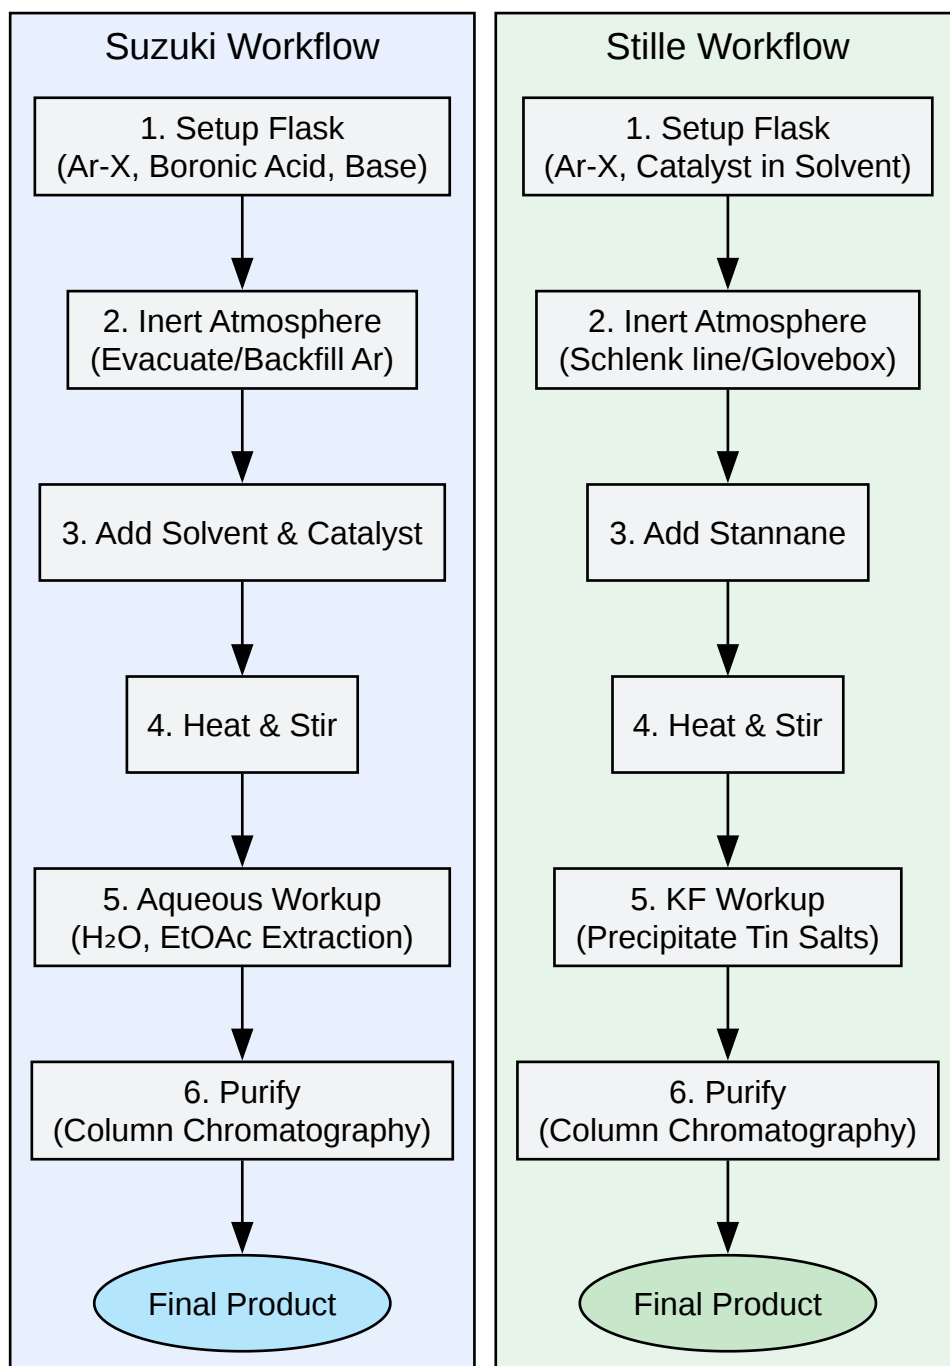 Suzuki Workflow
1. Setup Flask
(Ar-X, Boronic Acid, Base)
2. Inert Atmosphere
(Evacuate/Backfill Ar)
3. Add Solvent & Catalyst
4. Heat & Stir
5. Aqueous Workup
(H₂O, EtOAc Extraction)
6. Purify
(Column Chromatography)
Final Product
Stille Workflow
1. Setup Flask
(Ar-X, Catalyst in Solvent)
2. Inert Atmosphere
(Schlenk line/Glovebox)
3. Add Stannane
4. Heat & Stir
5. KF Workup
(Precipitate Tin Salts)
6. Purify
(Column Chromatography)
Final Product